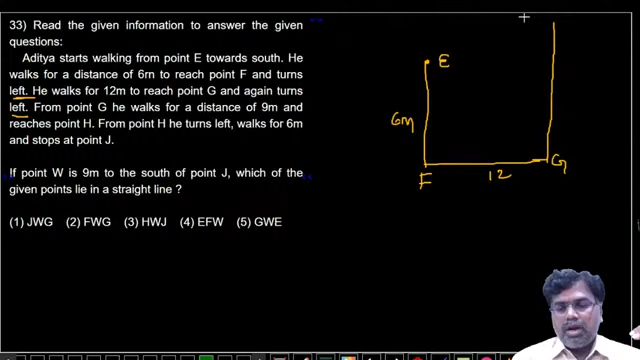 33) Read the given information to answer the given
questions:
Aditya starts walking from point E towards south. He
walks for a distance of 6m to reach point F and turns
left. He walks for 12m to reach point G and again turns
left. From point G he walks for a distance of 9m and
reaches point H. From point H he turns left, walks for 6m
and stops at point J.
If point W is 9m to the south of point J, which of the
given points lie in a straight line ?
(1) JWG (2) FWG (3) HWJ (4) EFW (5) GWE
E
6m
F
12
G